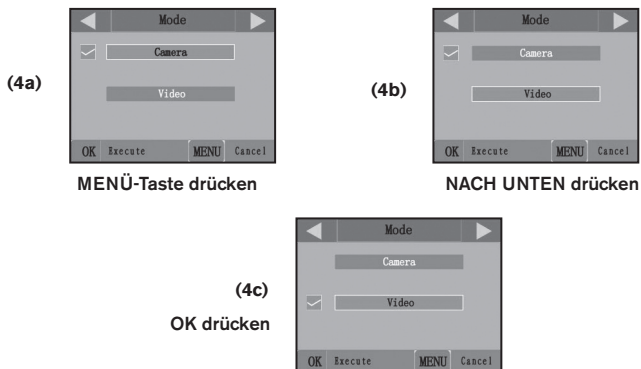 (4a)
Mode
Camera
Video
OK Execute MENU Cancel
MENÜ-Taste drücken
(4b)
Mode
Camera
Video
OK Execute MENU Cancel
NACH UNTEN drücken
(4c)
OK drücken
Mode
Camera
Video
OK Execute MENU Cancel